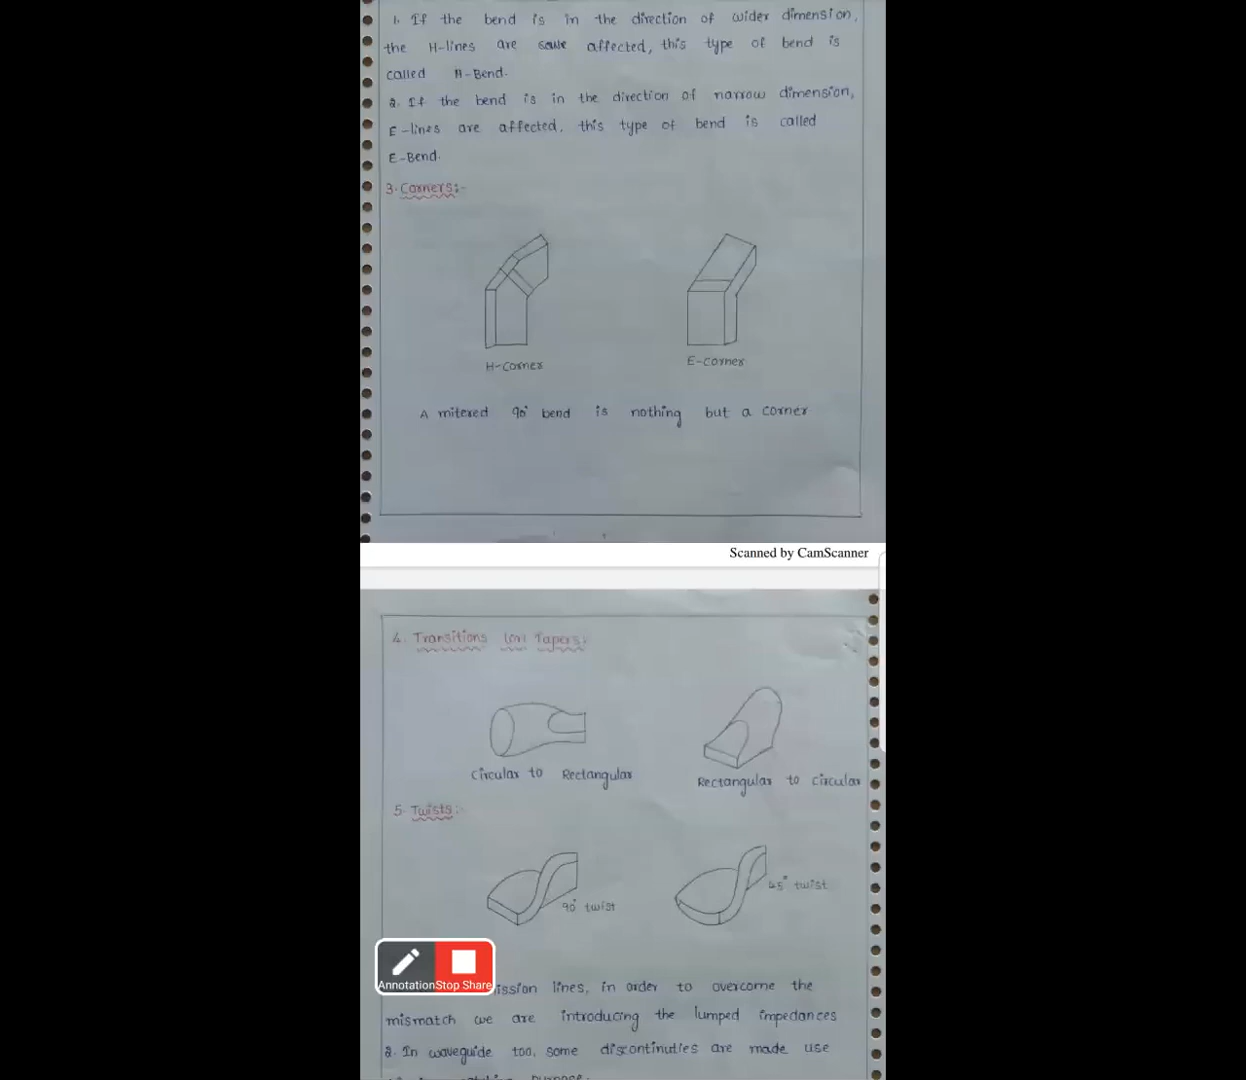 1. If the bend is in the direction of wider dimension,
the H-lines are affected, this type of bend is
called H-Bend.
2. If the bend is in the direction of narrow dimension,
E-lines are affected, this type of bend is called
E-Bend.
3. Corners:-
H-corner
E-corner
A mitered 90° bend is nothing but a corner
Scanned by CamScanner
4. Transitions (or) Tapers:-
Circular to Rectangular
Rectangular to circular
5. Twists:-
90° twist
45° twist
Annotation Stop Share
ission lines, in order to overcome the
mismatch we are introducing the lumped impedances
2. In waveguide too, some discontinuties are made use